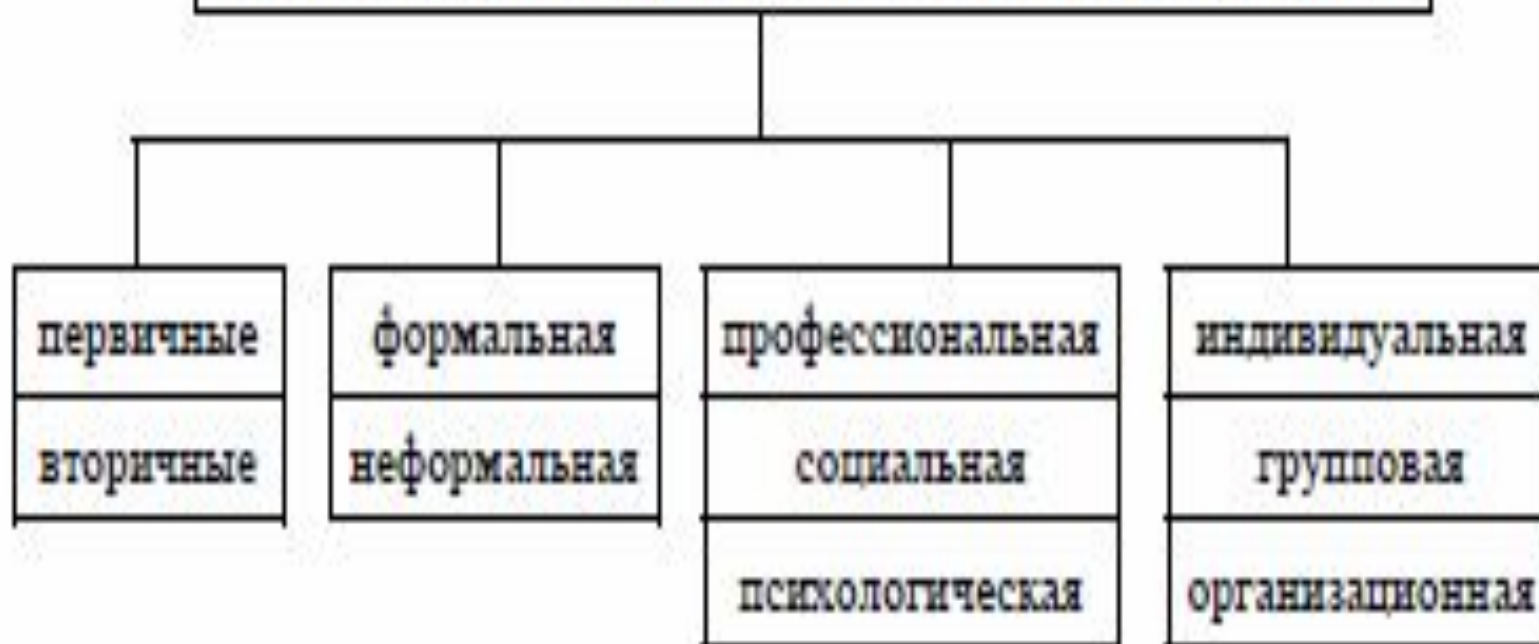 первичные
вторичные
формальная
неформальная
профессиональная
социальная
психологическая
индивидуальная
групповая
организационная